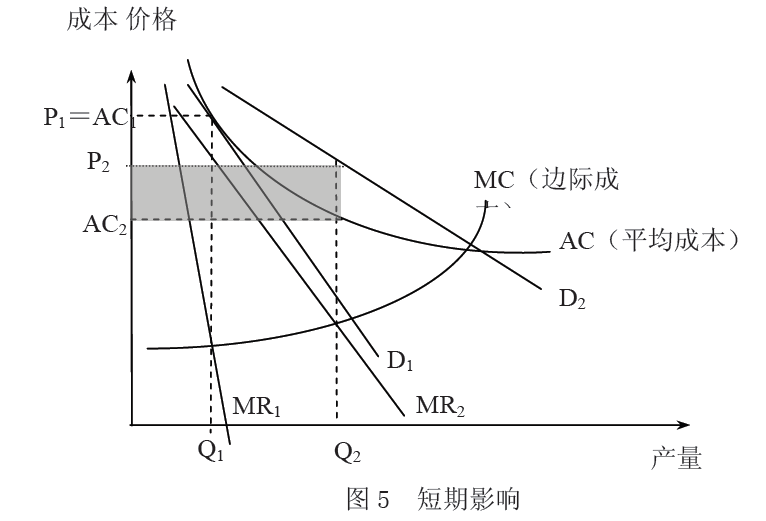 成本 价格
P₁＝AC₁
P₂
MC（边际成
AC₂
AC（平均成本）
D₂
D₁
MR₁
MR₂
Q₁
Q₂
产量
图 5 短期影响